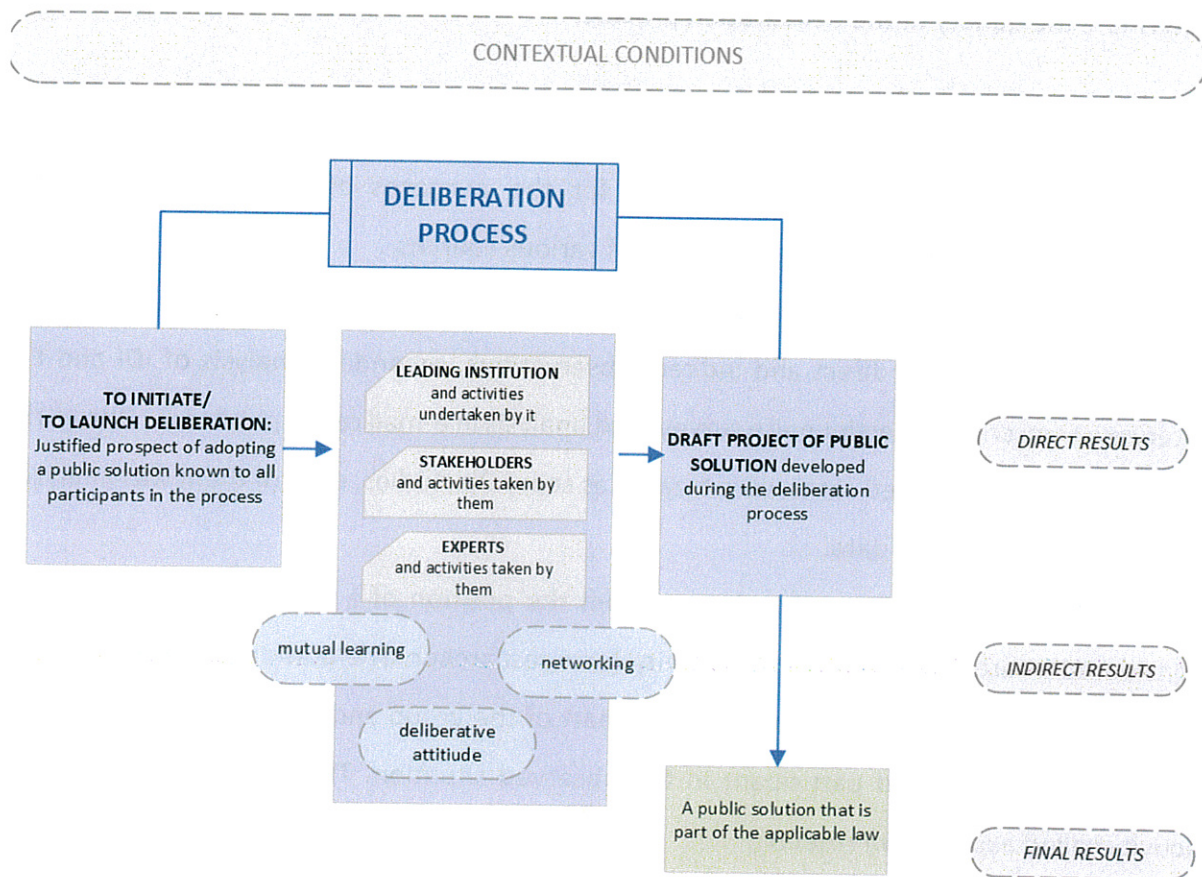 CONTEXTUAL CONDITIONS
DELIBERATION
PROCESS
TO INITIATE/
TO LAUNCH DELIBERATION:
Justified prospect of adopting
a public solution known to all
participants in the process
LEADING INSTITUTION
and activities
undertaken by it
STAKEHOLDERS
and activities taken by
them
EXPERTS
and activities taken by
them
mutual learning
networking
deliberative
attitiude
DRAFT PROJECT OF PUBLIC
SOLUTION developed
during the deliberation
process
A public solution that is
part of the applicable law
DIRECT RESULTS
INDIRECT RESULTS
FINAL RESULTS